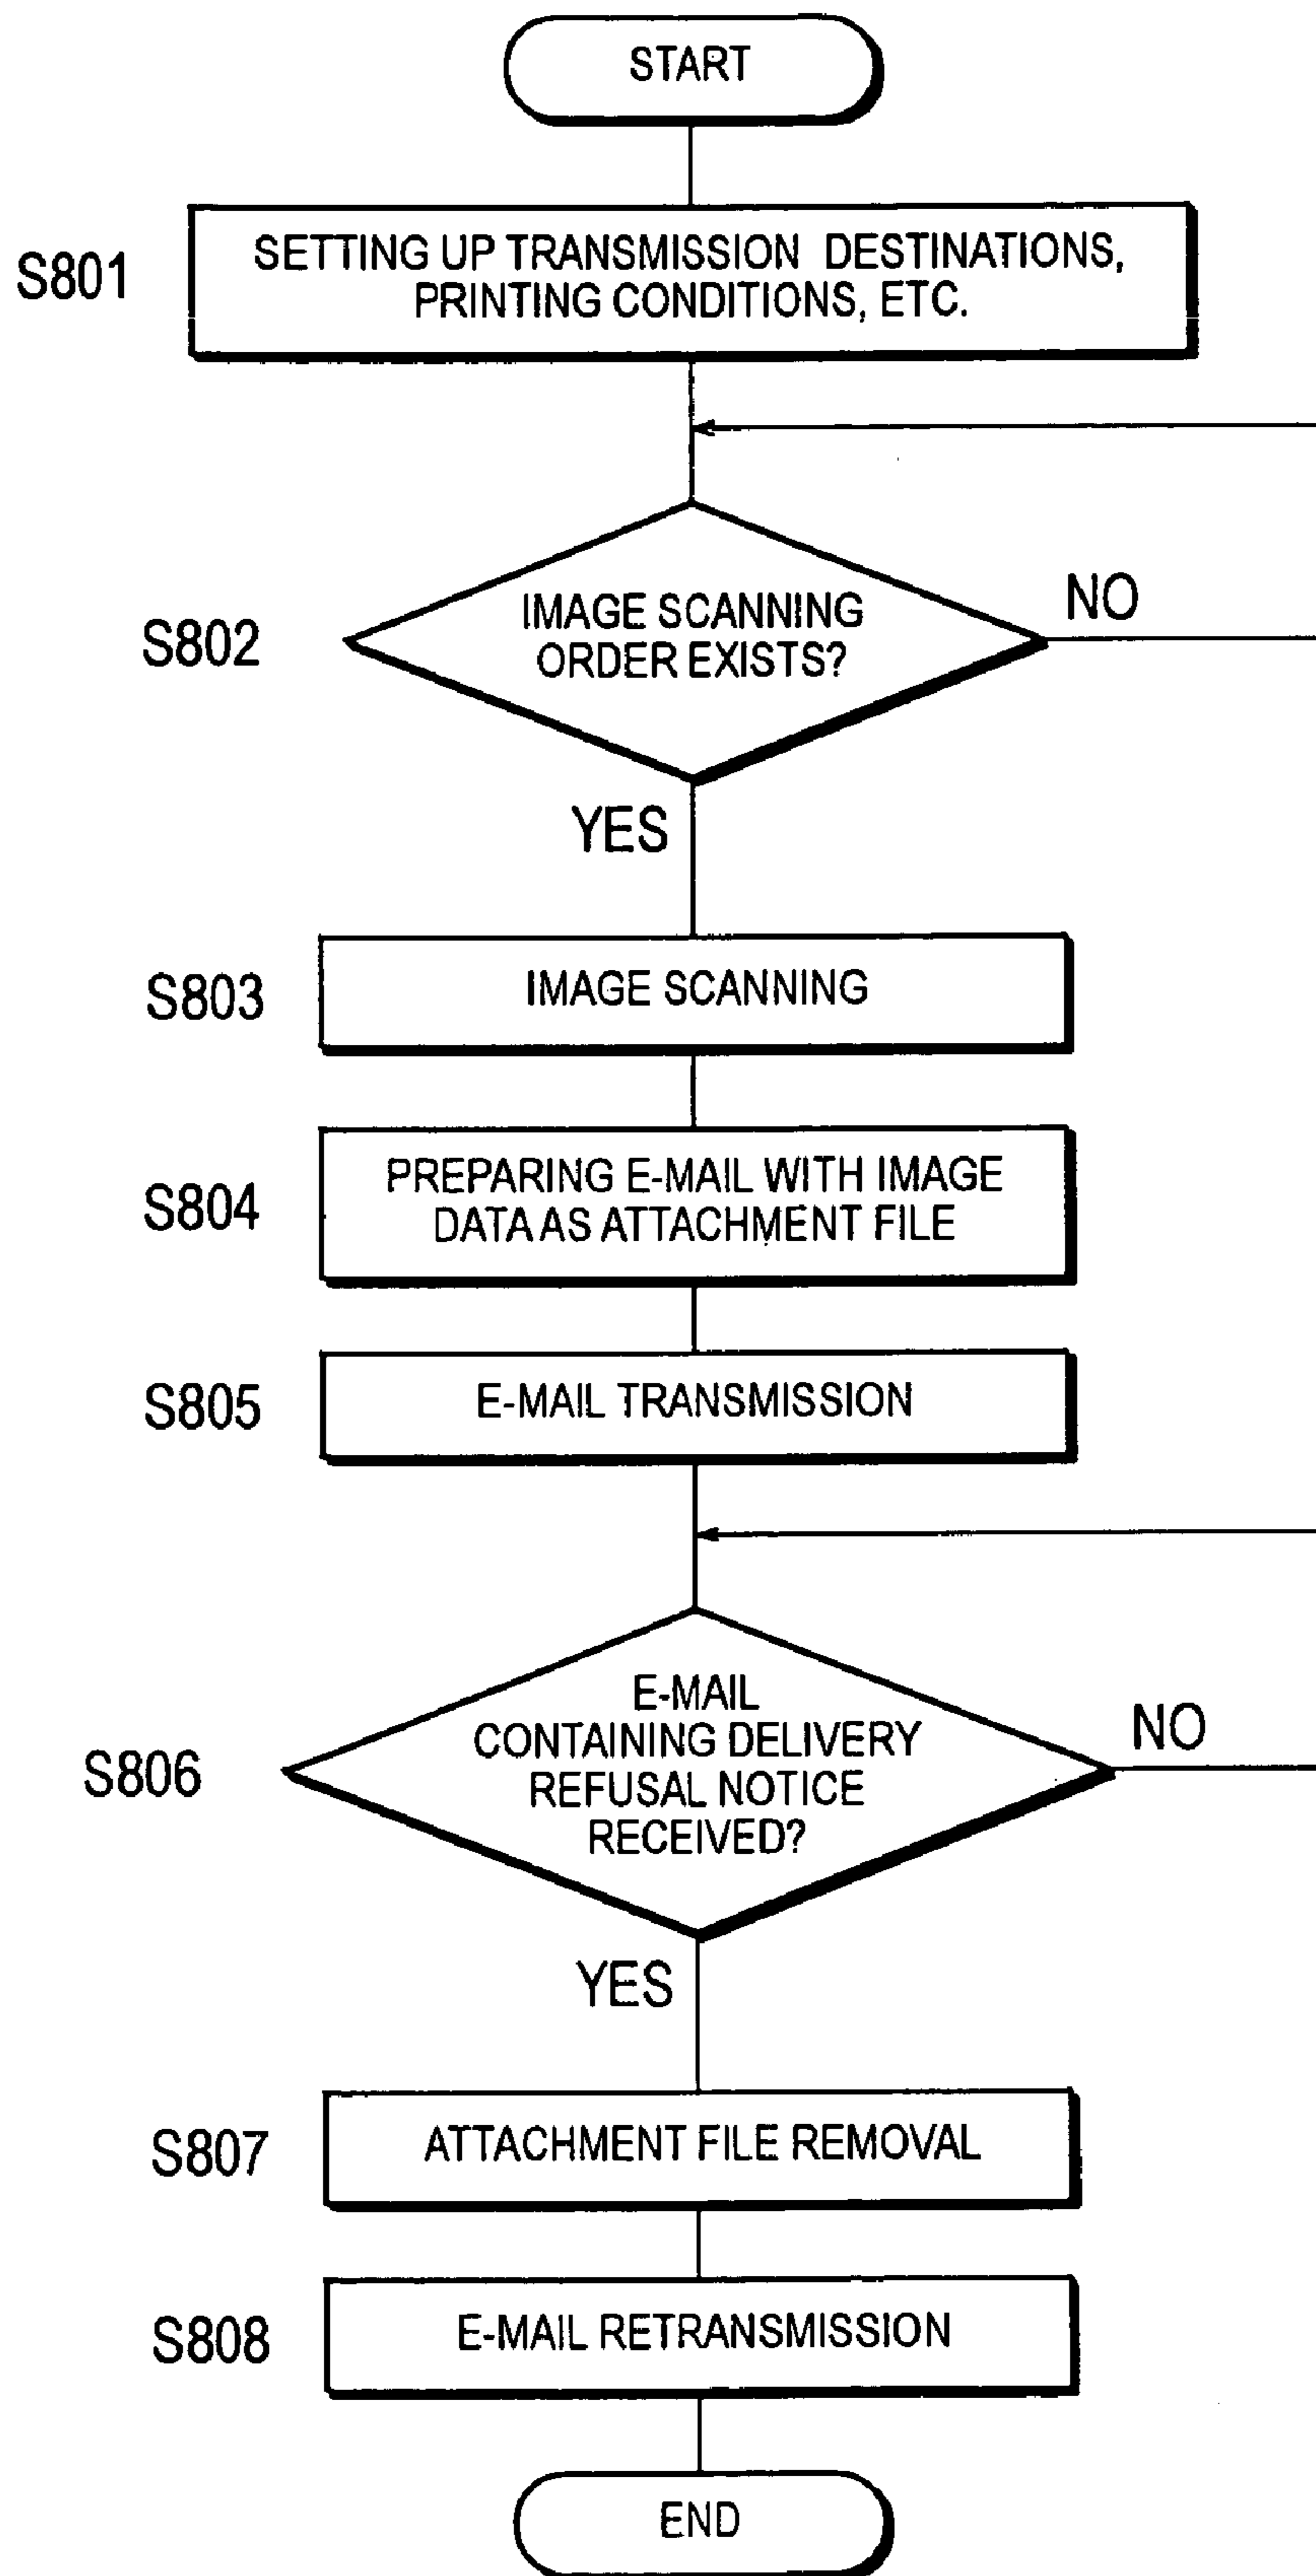 START
S801
SETTING UP TRANSMISSION DESTINATIONS,
PRINTING CONDITIONS, ETC.
S802
IMAGE SCANNING
ORDER EXISTS?
NO
YES
S803
IMAGE SCANNING
S804
PREPARING E-MAIL WITH IMAGE
DATA AS ATTACHMENT FILE
S805
E-MAIL TRANSMISSION
S806
E-MAIL
CONTAINING DELIVERY
REFUSAL NOTICE
RECEIVED?
NO
YES
S807
ATTACHMENT FILE REMOVAL
S808
E-MAIL RETRANSMISSION
END